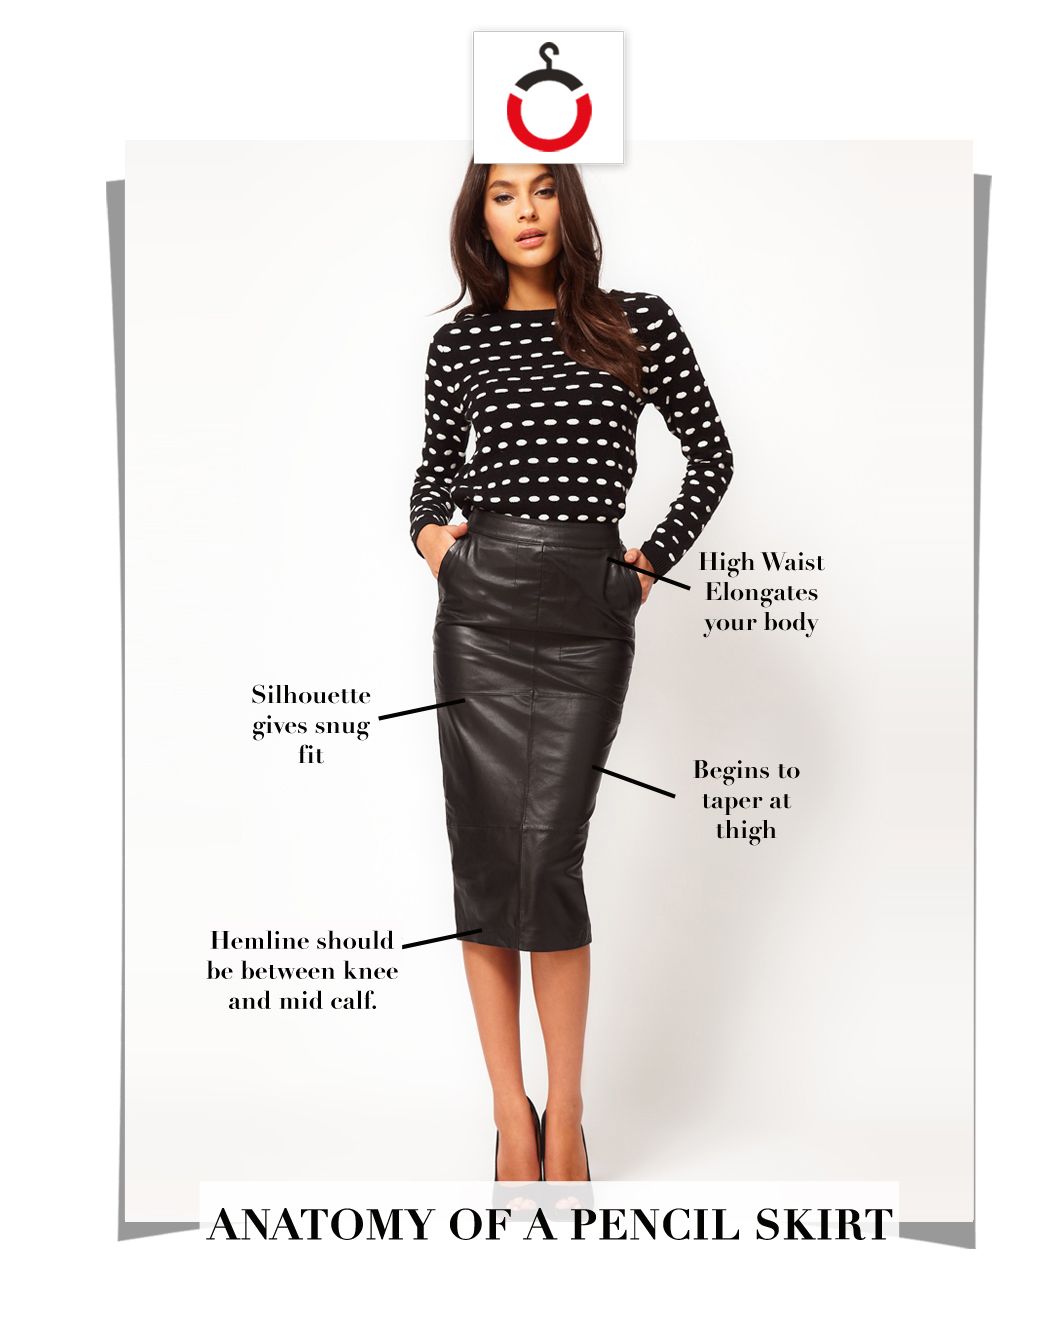 High Waist
Elongates
your body
Silhouette
gives snug
fit
Begins to
taper at
thigh
Hemline should
be between knee
and mid calf.
ANATOMY OF A PENCIL SKIRT